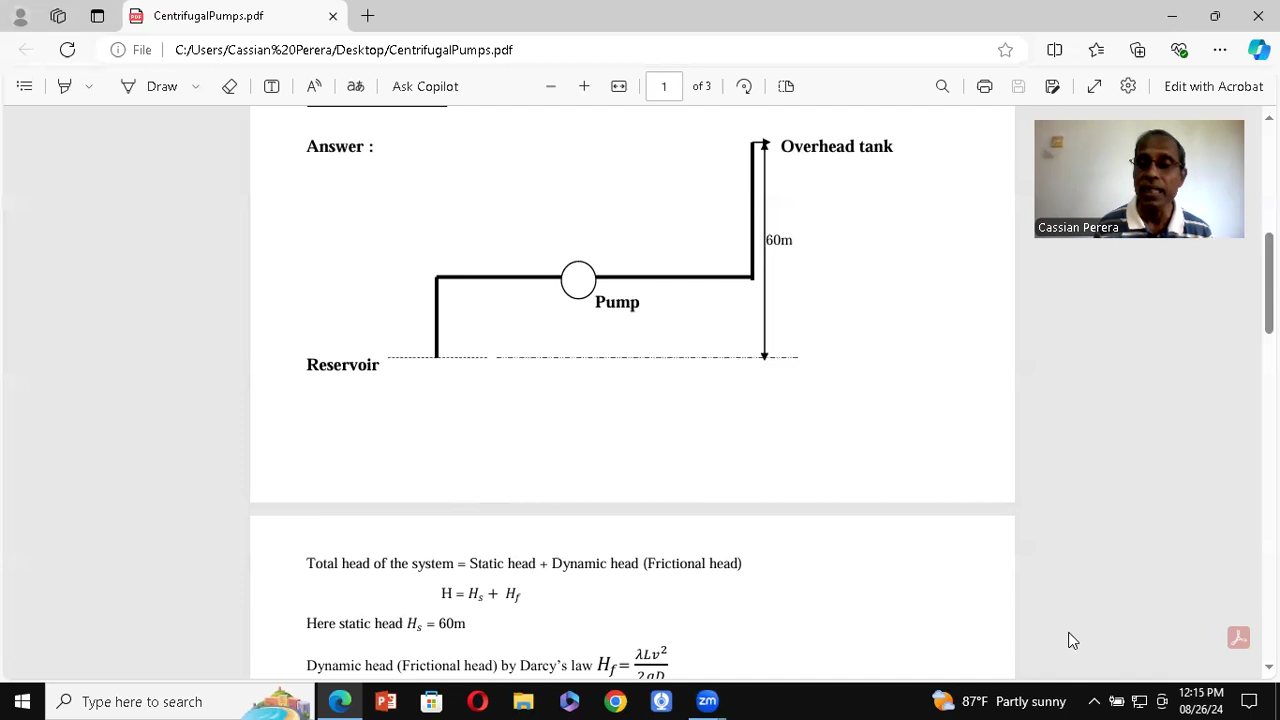 CentrifugalPumps.pdf
File C:/Users/Cassian%20Perera/Desktop/CentrifugalPumps.pdf
Draw Ask Copilot 1 of 3 Edit with Acrobat
Answer :
Overhead tank
Cassian Perera
60m
Pump
Reservoir
Total head of the system = Static head + Dynamic head (Frictional head)
H = H_s + H_f
Here static head H_s = 60m
Dynamic head (Frictional head) by Darcy's law H_f = λLv²
2gD
Type here to search
87°F Partly sunny
12:15 PM
08/26/24